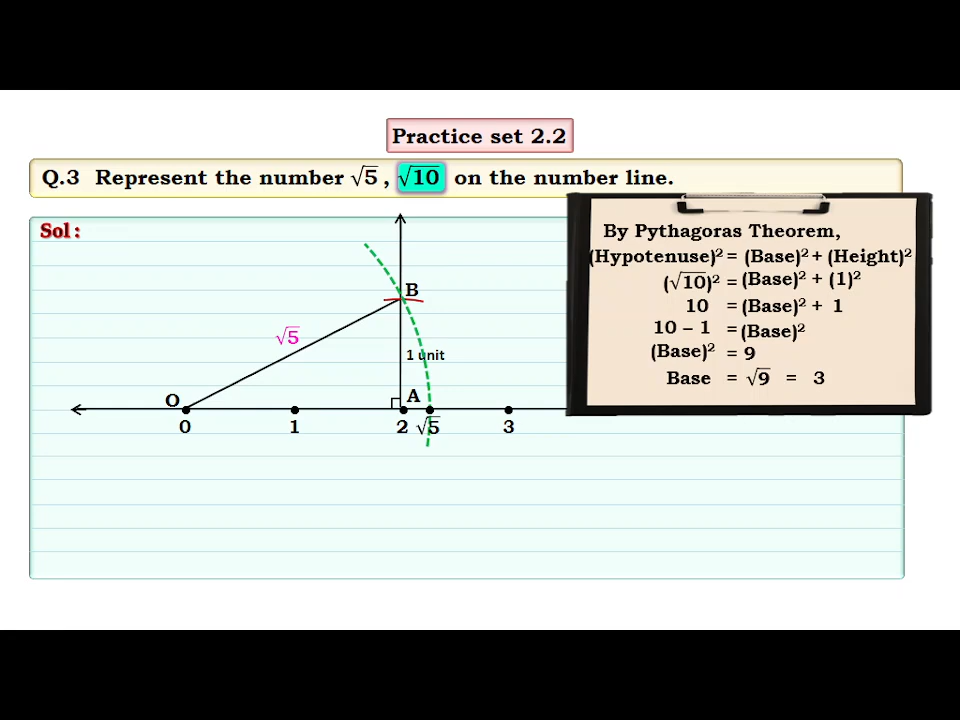 Practice set 2.2
Q.3 Represent the number √5 , √10 on the number line.
Sol :
By Pythagoras Theorem,
(Hypotenuse)² = (Base)² + (Height)²
(√10)² = (Base)² + (1)²
10 = (Base)² + 1
10 – 1 = (Base)²
(Base)² = 9
Base = √9 = 3
B
√5
1 unit
O A
0 1 2 √5 3